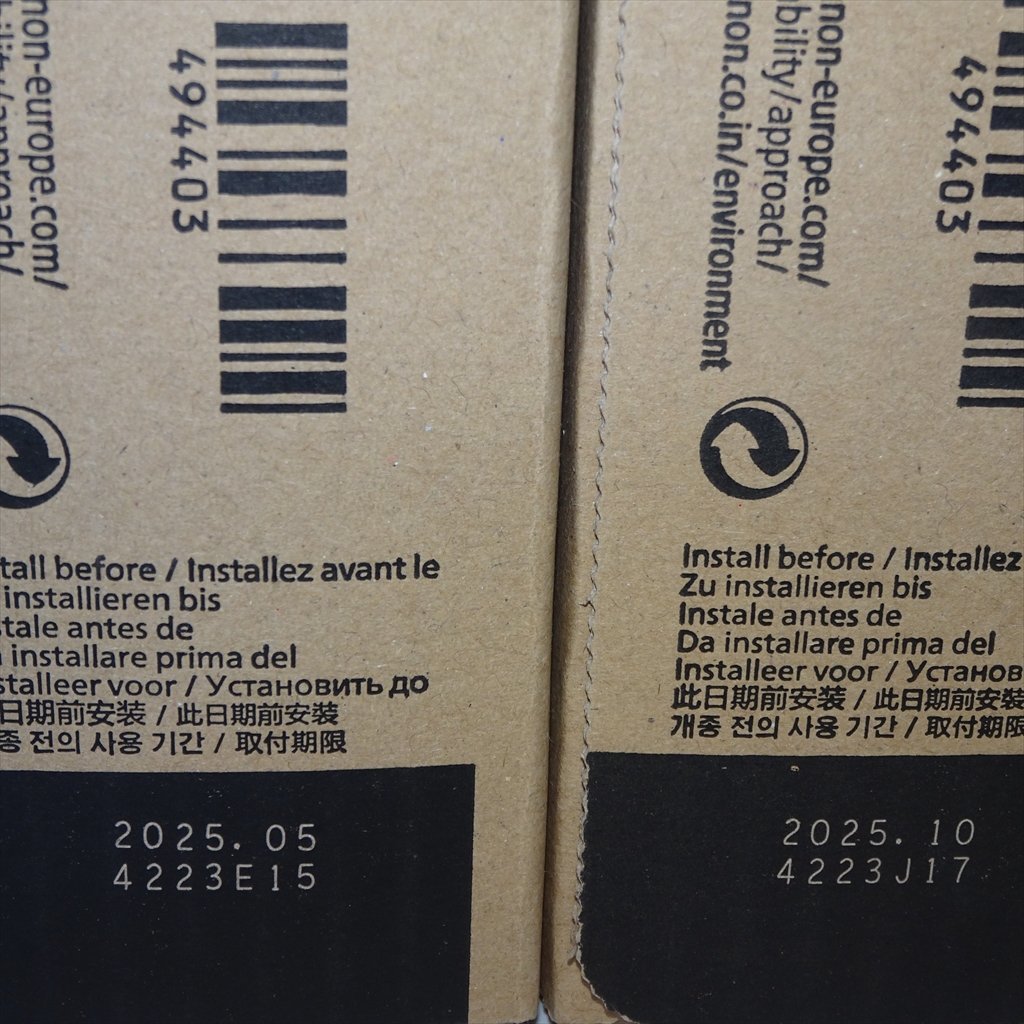 non-europe.com/
bility/approach/
494403
tall before / Installez avant le
installieren bis
stale antes de
installare prima del
stalleer voor / Установить до
日期前安装 / 此日期前安裝
종 전의 사용 기간 / 取付期限
2025.05
4223E15
non-europe.com/
bility/approach/
non.co.in/environment
494403
Install before / Installez
Zu installieren bis
Instale antes de
Da installare prima del
Installeer voor / Установ
此日期前安装 / 此日期前安裝
개종 전의 사용 기간 / 取付期限
2025.10
4223J17